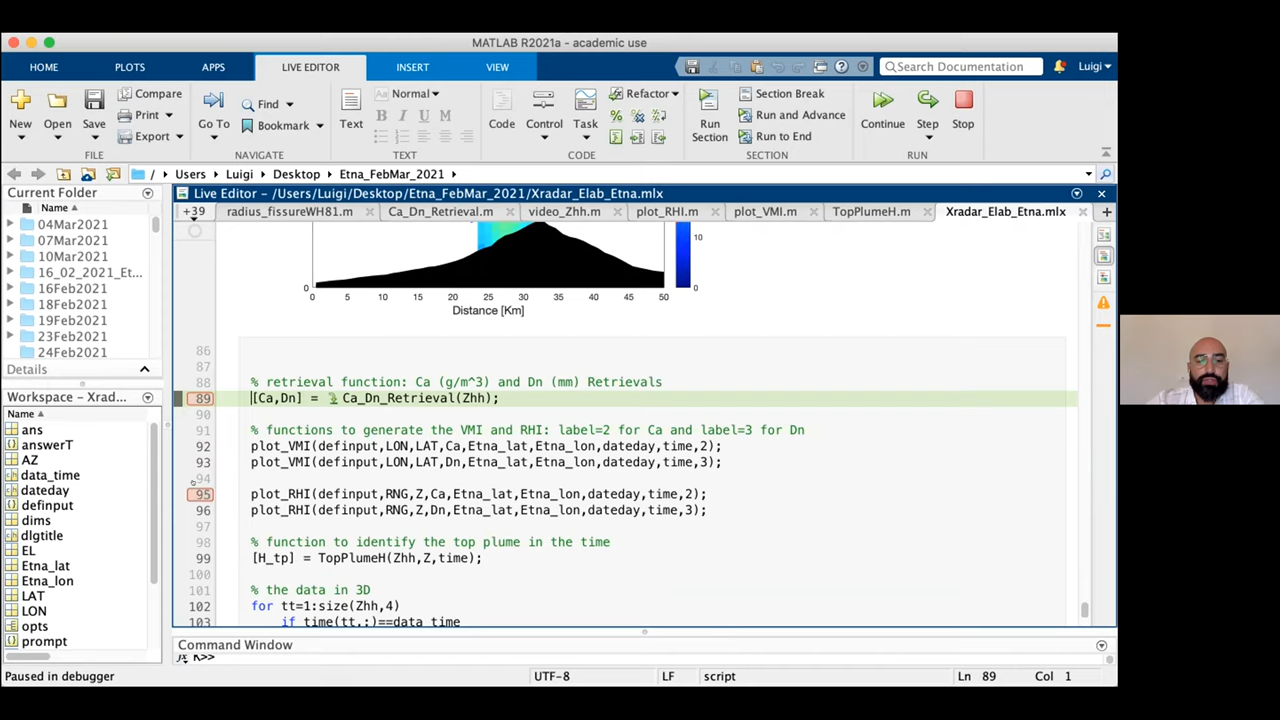 MATLAB R2021a - academic use
HOME PLOTS APPS LIVE EDITOR INSERT VIEW Search Documentation Luigi
New Open Save Compare Print Export
Go To Find Bookmark
Text Aa Normal B I U M
Code Control Task Refactor
Run Section Section Break Run and Advance Run to End
Continue Step Stop
FILE NAVIGATE TEXT CODE SECTION RUN
/ Users Luigi Desktop Etna_FebMar_2021
Current Folder
Name
04Mar2021
07Mar2021
10Mar2021
16_02_2021_Et...
16Feb2021
18Feb2021
19Feb2021
23Feb2021
24Feb2021
Details
Workspace - Xrad...
Name
ans
answerT
AZ
data_time
dateday
definput
dims
dlgtitle
EL
Etna_lat
Etna_lon
LAT
LON
opts
prompt
Live Editor - /Users/Luigi/Desktop/Etna_FebMar_2021/Xradar_Elab_Etna.mlx
+39 radius_fissureWH81.m Ca_Dn_Retrieval.m video_Zhh.m plot_RHI.m plot_VMI.m TopPlumeH.m Xradar_Elab_Etna.mlx
10
0 0
0 5 10 15 20 25 30 35 40 45 50
Distance [Km]
86
87
88 % retrieval function: Ca (g/m^3) and Dn (mm) Retrievals
89 [Ca,Dn] = Ca_Dn_Retrieval(Zhh);
90
91 % functions to generate the VMI and RHI: label=2 for Ca and label=3 for Dn
92 plot_VMI(definput,LON,LAT,Ca,Etna_lat,Etna_lon,dateday,time,2);
93 plot_VMI(definput,LON,LAT,Dn,Etna_lat,Etna_lon,dateday,time,3);
94
95 plot_RHI(definput,RNG,Z,Ca,Etna_lat,Etna_lon,dateday,time,2);
96 plot_RHI(definput,RNG,Z,Dn,Etna_lat,Etna_lon,dateday,time,3);
97
98 % function to identify the top plume in the time
99 [H_tp] = TopPlumeH(Zhh,Z,time);
100
101 % the data in 3D
102 for tt=1:size(Zhh,4)
103 if time(tt,:)==data_time
Command Window
fx K>>
Paused in debugger UTF-8 LF script Ln 89 Col 1